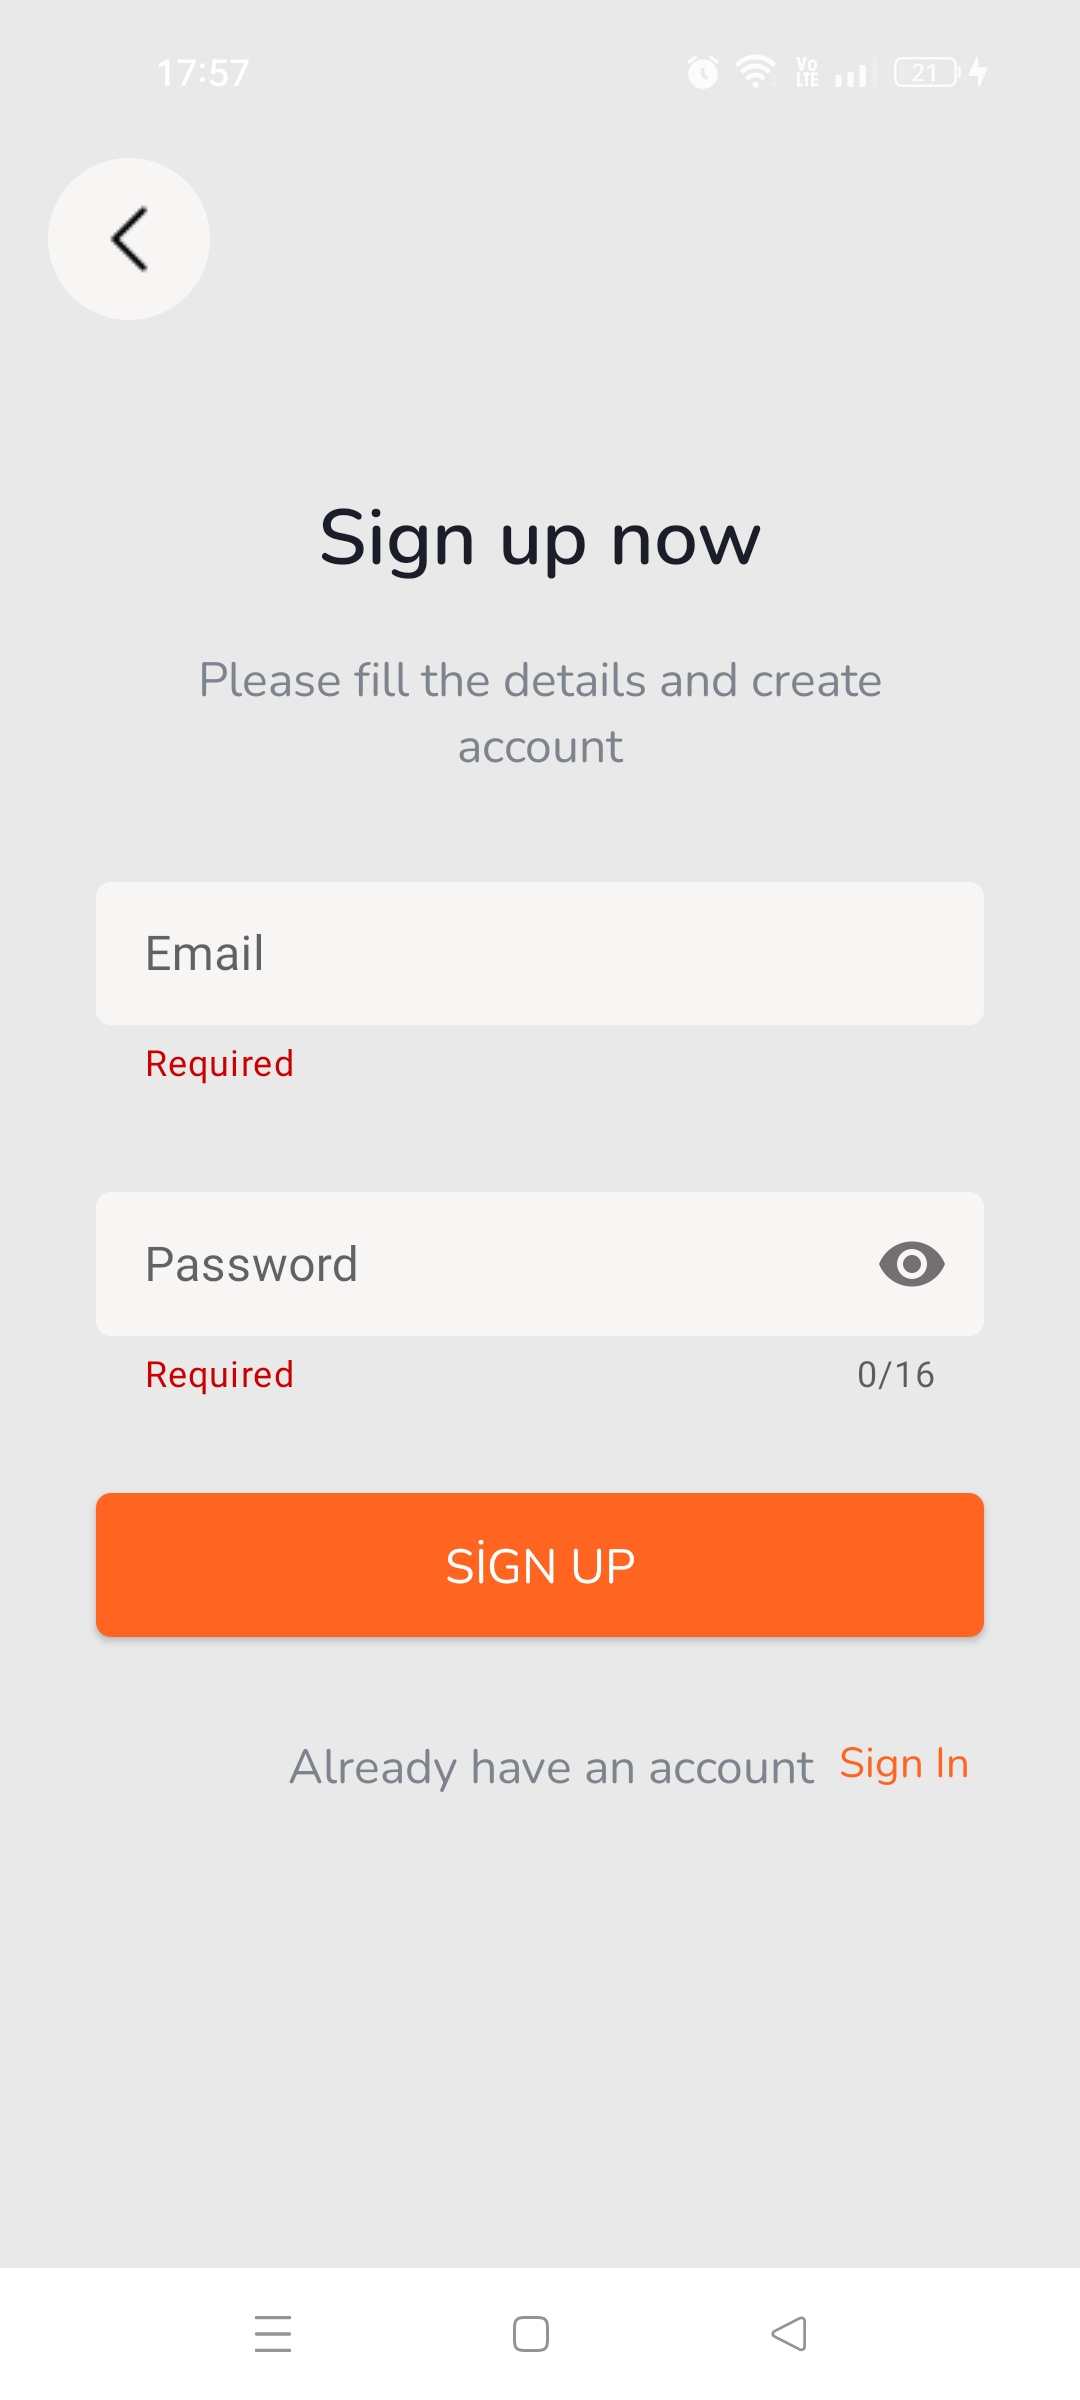 17:57
Vo
LTE
21
Sign up now
Please fill the details and create
account
Email
Required
Password
Required 0/16
SİGN UP
Already have an account Sign In